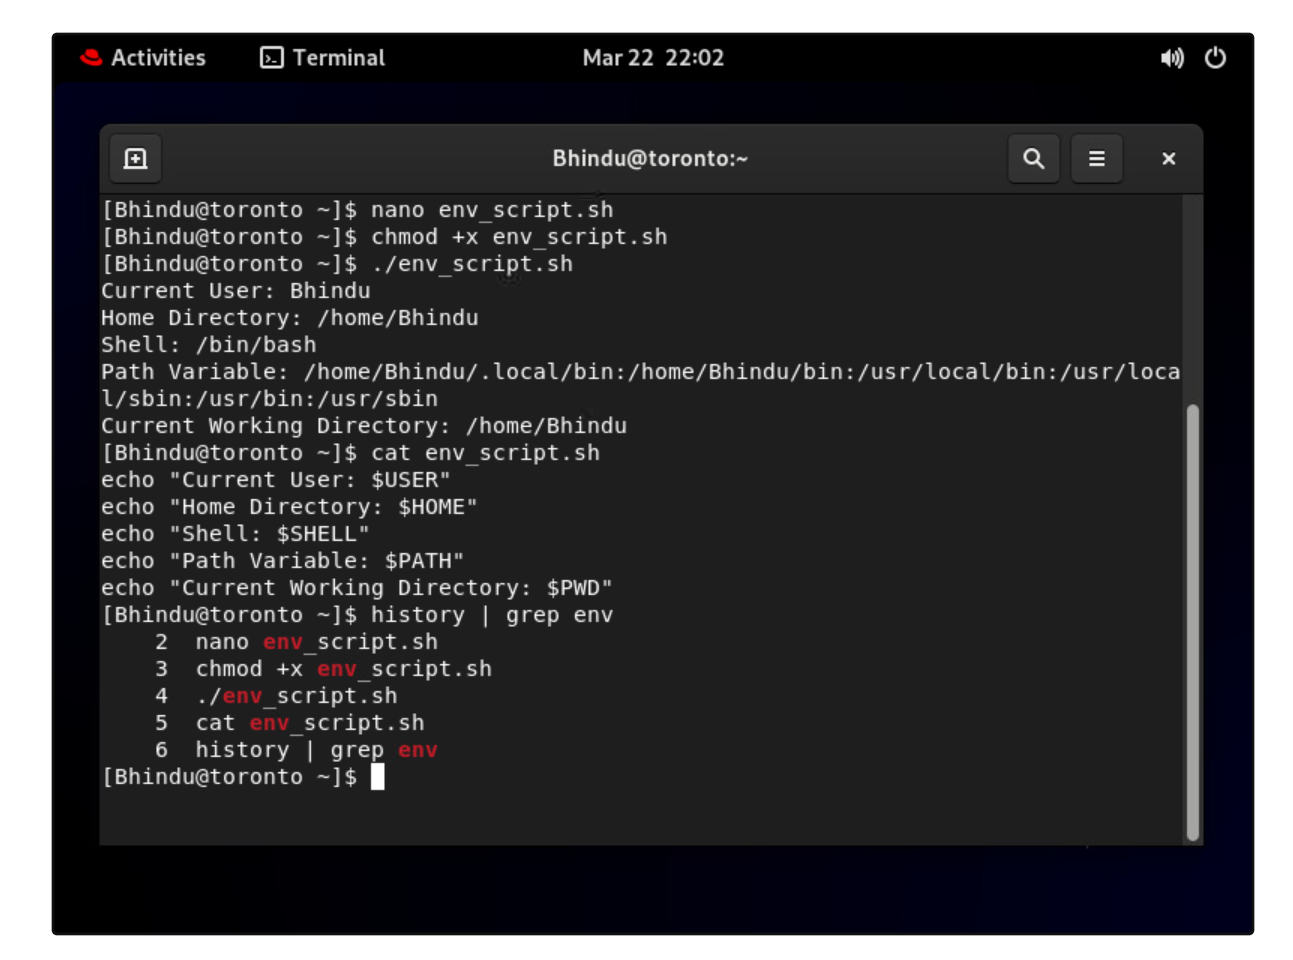 Activities Terminal Mar 22 22:02
Bhindu@toronto:~
[Bhindu@toronto ~]$ nano env_script.sh
[Bhindu@toronto ~]$ chmod +x env_script.sh
[Bhindu@toronto ~]$ ./env_script.sh
Current User: Bhindu
Home Directory: /home/Bhindu
Shell: /bin/bash
Path Variable: /home/Bhindu/.local/bin:/home/Bhindu/bin:/usr/local/bin:/usr/loca
l/sbin:/usr/bin:/usr/sbin
Current Working Directory: /home/Bhindu
[Bhindu@toronto ~]$ cat env_script.sh
echo "Current User: $USER"
echo "Home Directory: $HOME"
echo "Shell: $SHELL"
echo "Path Variable: $PATH"
echo "Current Working Directory: $PWD"
[Bhindu@toronto ~]$ history | grep env
    2  nano env_script.sh
    3  chmod +x env_script.sh
    4  ./env_script.sh
    5  cat env_script.sh
    6  history | grep env
[Bhindu@toronto ~]$